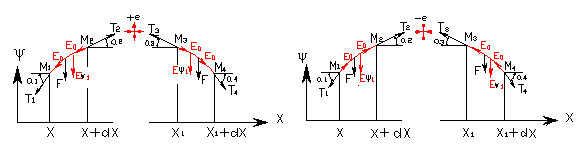 +e
T₂ T₃
M₂ M₃
E₀ α₂ α₃ E₀
ψ
M₁ M₄
α₁ Eψ₁ Eψ₁ α₄
F F
T₁ T₄
X X+dX X₁ X₁+dX X
-e
T₂ T₃
M₂ M₃
E₀ α₂ α₃ E₀
ψ
M₁ M₄
α₁ Eψ₁ Eψ₁ α₄
F F
T₁ T₄
X X+dX X₁ X₁+dX X